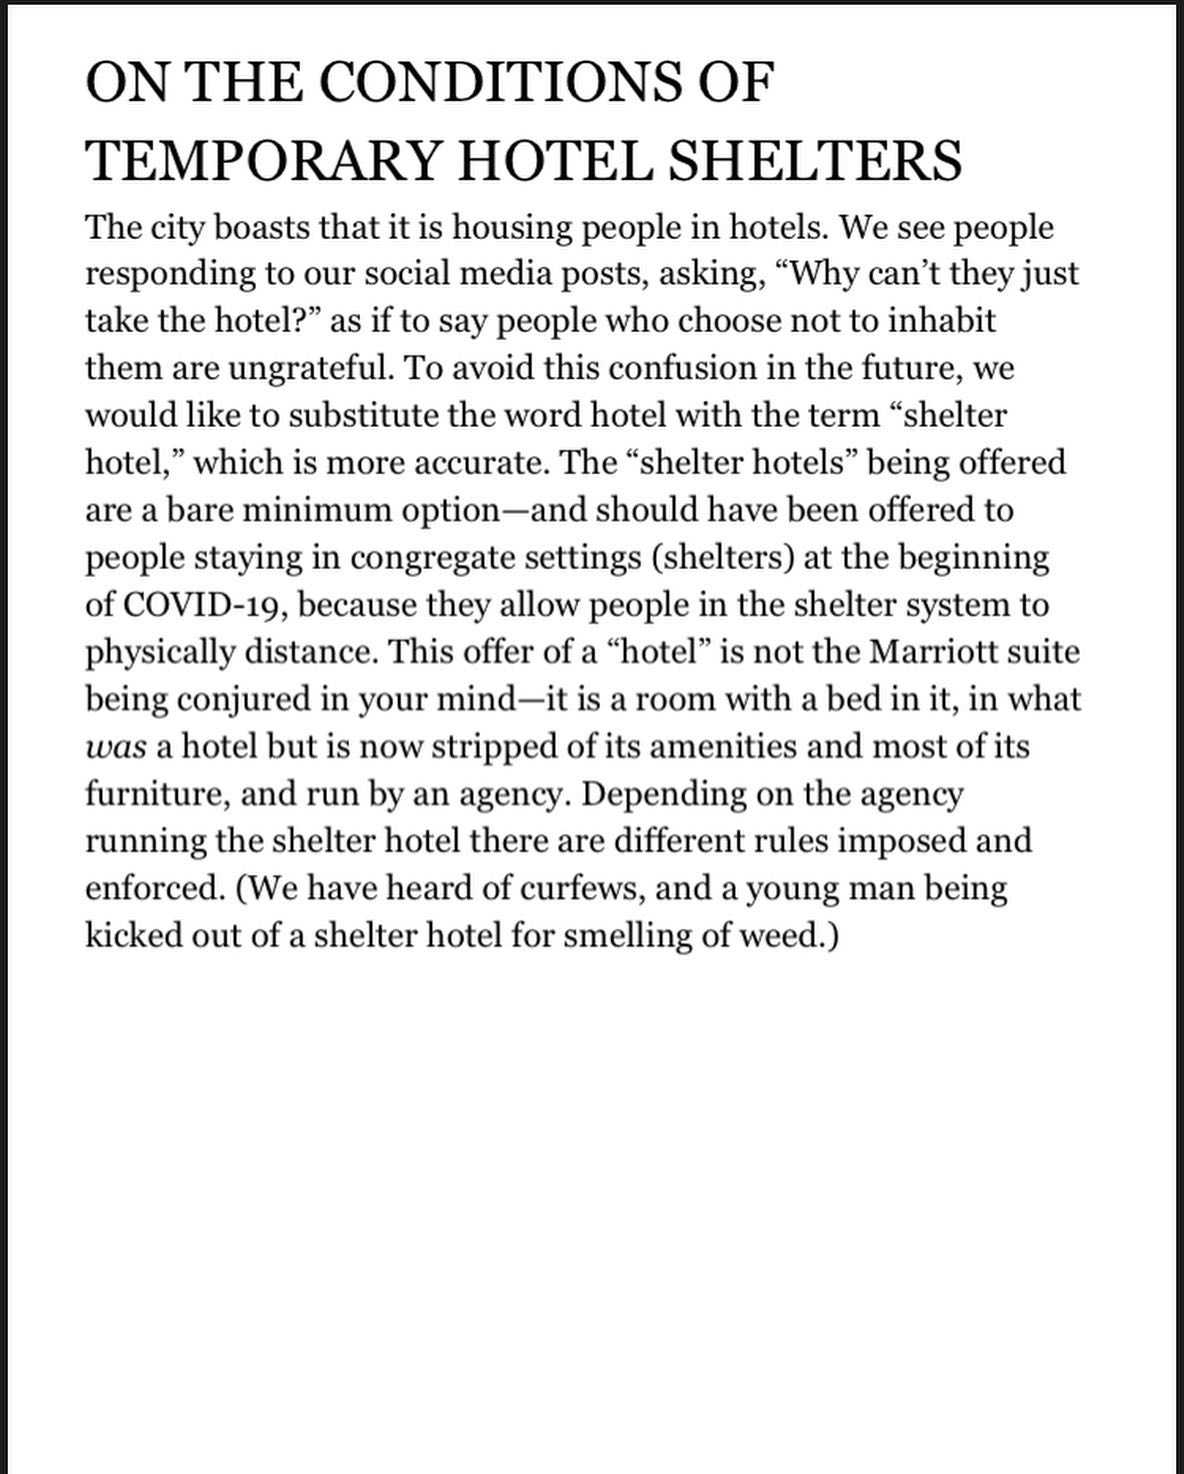 ON THE CONDITIONS OF
TEMPORARY HOTEL SHELTERS
The city boasts that it is housing people in hotels. We see people
responding to our social media posts, asking, “Why can’t they just
take the hotel?” as if to say people who choose not to inhabit
them are ungrateful. To avoid this confusion in the future, we
would like to substitute the word hotel with the term “shelter
hotel,” which is more accurate. The “shelter hotels” being offered
are a bare minimum option—and should have been offered to
people staying in congregate settings (shelters) at the beginning
of COVID-19, because they allow people in the shelter system to
physically distance. This offer of a “hotel” is not the Marriott suite
being conjured in your mind—it is a room with a bed in it, in what
was a hotel but is now stripped of its amenities and most of its
furniture, and run by an agency. Depending on the agency
running the shelter hotel there are different rules imposed and
enforced. (We have heard of curfews, and a young man being
kicked out of a shelter hotel for smelling of weed.)